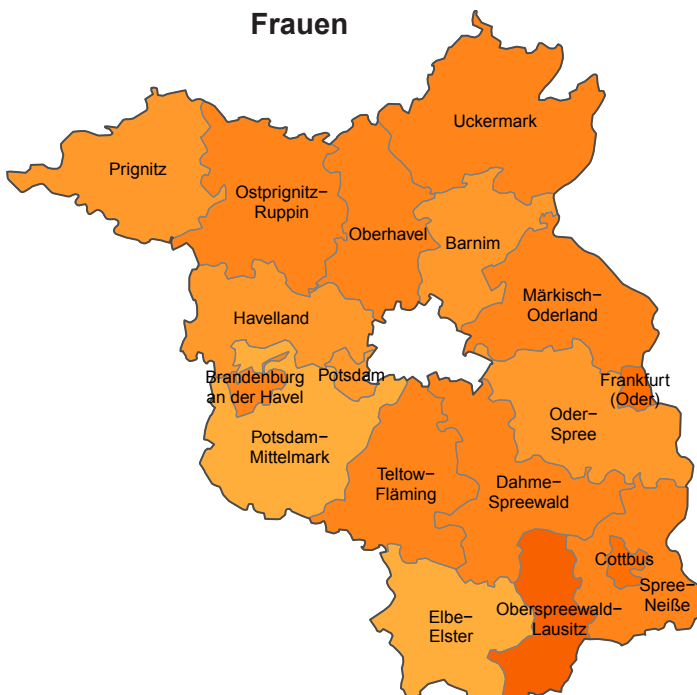 Frauen
Uckermark
Prignitz
Ostprignitz−
Ruppin
Oberhavel
Barnim
Märkisch−
Oderland
Havelland
Brandenburg
an der Havel
Potsdam
Frankfurt
(Oder)
Oder-
Spree
Potsdam−
Mittelmark
Teltow−
Fläming
Dahme-
Spreewald
Cottbus
Spree−
Neiße
Elbe-
Elster
Oberspreewald−
Lausitz